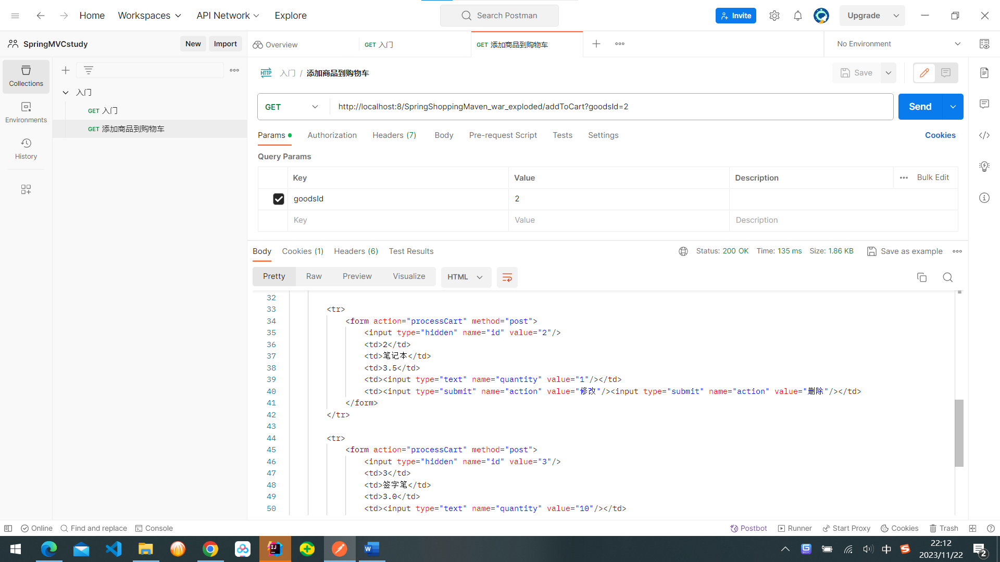 Home Workspaces API Network Explore Search Postman Invite Upgrade
SpringMVCstudy New Import Overview GET 入门 GET 添加商品到购物车 No Environment
Collections
Environments
History
入门
GET 入门
GET 添加商品到购物车
HTTP 入门 / 添加商品到购物车 Save
GET http://localhost:8/SpringShoppingMaven_war_exploded/addToCart?goodsId=2 Send
Params Authorization Headers (7) Body Pre-request Script Tests Settings Cookies
Query Params
Key Value Description Bulk Edit
goodsId 2
Key Value Description
Body Cookies (1) Headers (6) Test Results Status: 200 OK Time: 135 ms Size: 1.86 KB Save as example
Pretty Raw Preview Visualize HTML
32
33 <tr>
34 <form action="processCart" method="post">
35 <input type="hidden" name="id" value="2"/>
36 <td>2</td>
37 <td>笔记本</td>
38 <td>3.5</td>
39 <td><input type="text" name="quantity" value="1"/></td>
40 <td><input type="submit" name="action" value="修改"/><input type="submit" name="action" value="删除"/></td>
41 </form>
42 </tr>
43
44 <tr>
45 <form action="processCart" method="post">
46 <input type="hidden" name="id" value="3"/>
47 <td>3</td>
48 <td>签字笔</td>
49 <td>3.0</td>
50 <td><input type="text" name="quantity" value="10"/></td>
Online Find and replace Console Postbot Runner Start Proxy Cookies Trash
中 22:12
2023/11/22 2